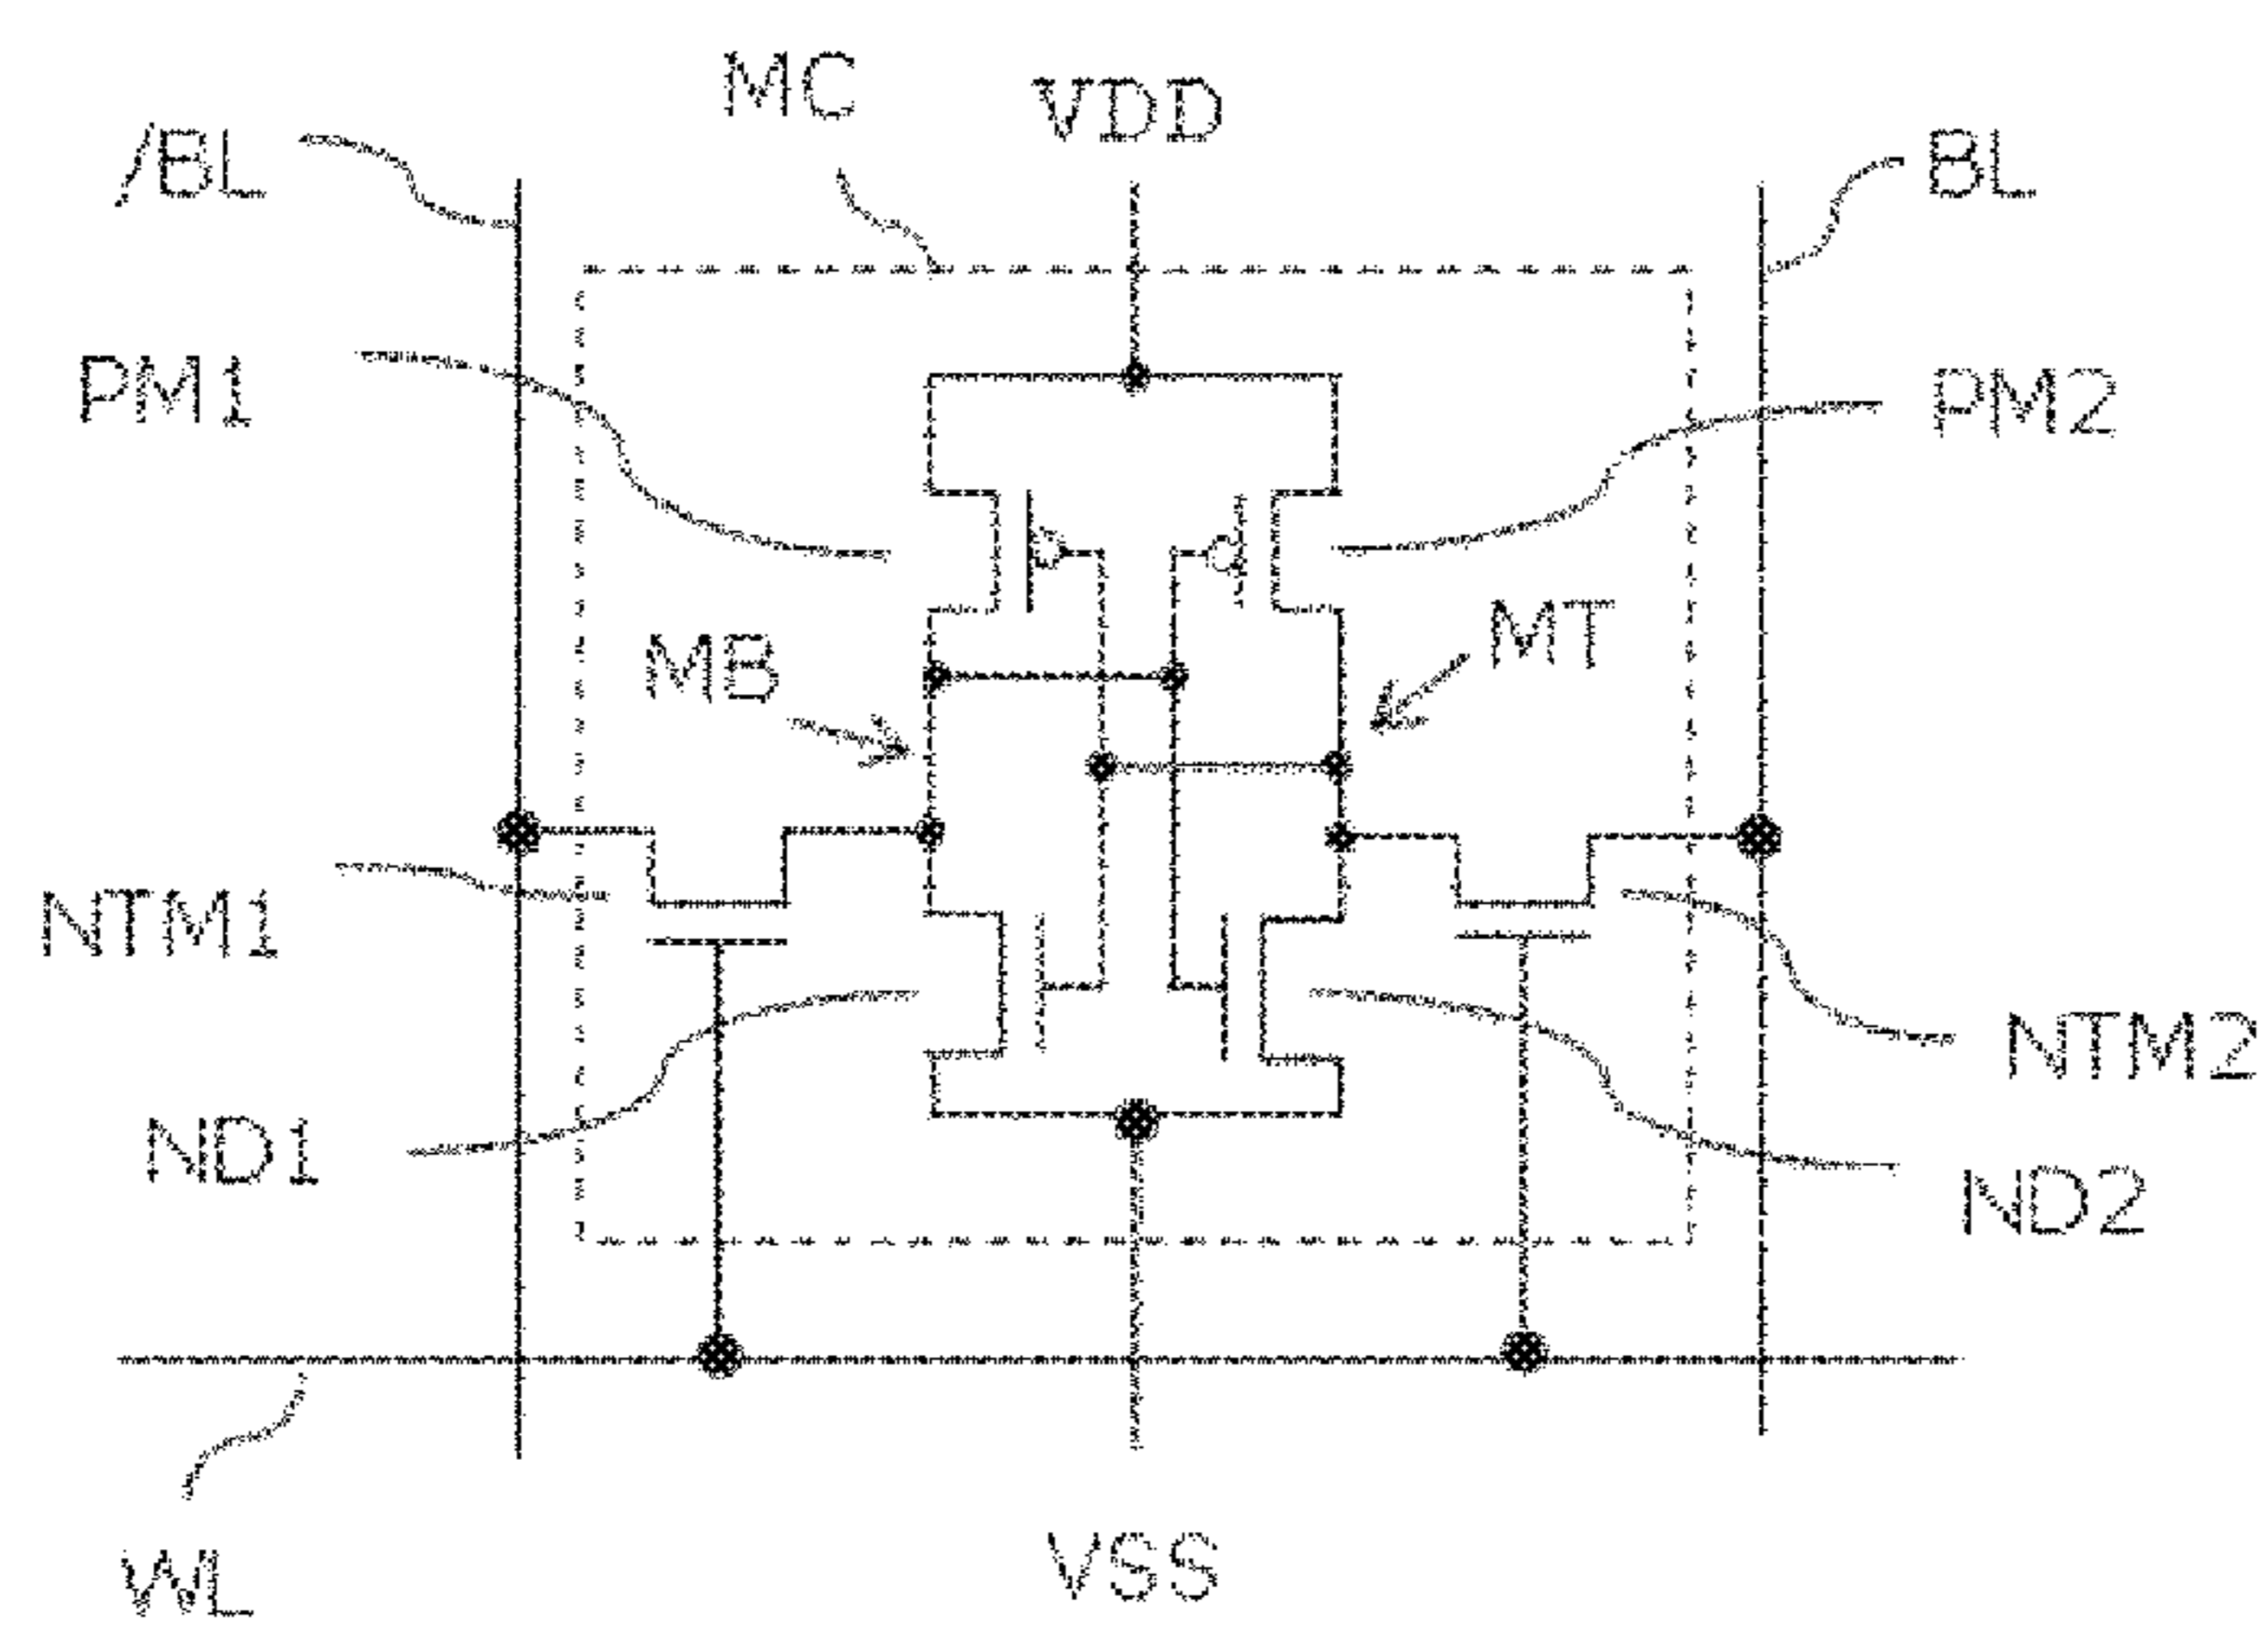 MC
VDD
/BL
BL
PM1
PM2
MB
MT
NTM1
NTM2
ND1
ND2
WL
VSS